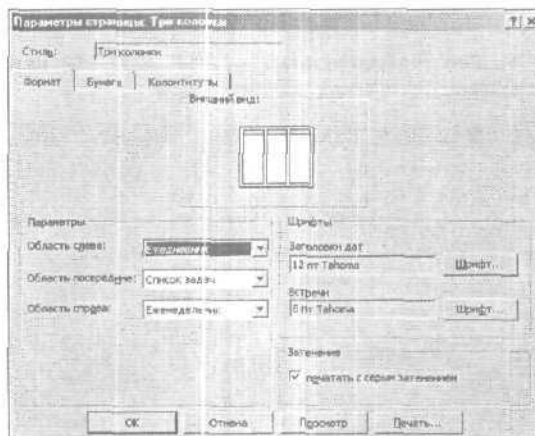 Параметры страницы: Три колонки
Стиль: Три колонки
Формат Бумага Колонтитулы
Внешний вид:
Параметры
Область слева: Ежедневник
Область посередине: Список задач
Область справа: Еженедельник
Шрифты
Заголовки дат
12 пт Tahoma Шрифт...
Встречи
8 пт Tahoma Шрифт...
Затенение
печатать с серым затенением
ОК Отмена Просмотр Печать...